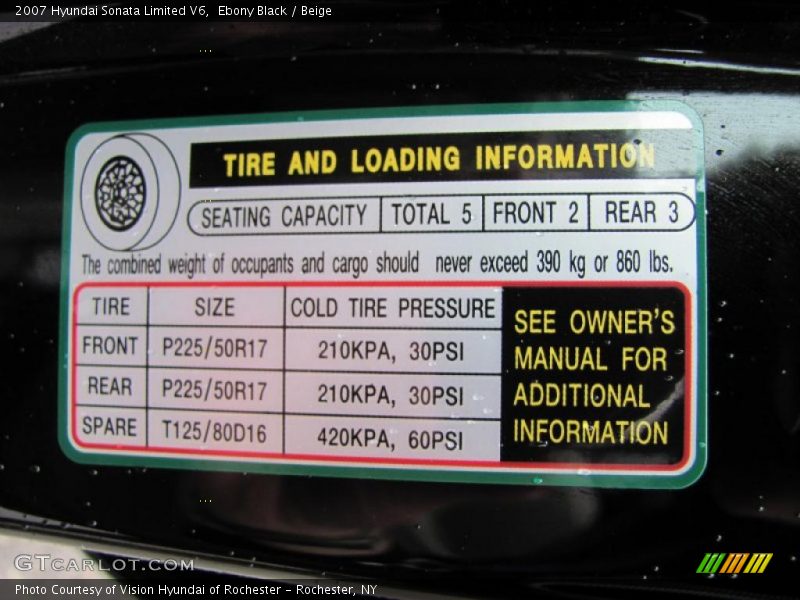 2007 Hyundai Sonata Limited V6,  Ebony Black / Beige
TIRE AND LOADING INFORMATION
SEATING CAPACITY TOTAL 5 FRONT 2 REAR 3
The combined weight of occupants and cargo should never exceed 390 kg or 860 lbs.
TIRE SIZE COLD TIRE PRESSURE
FRONT P225/50R17 210KPA, 30PSI
REAR P225/50R17 210KPA, 30PSI
SPARE T125/80D16 420KPA, 60PSI
SEE OWNER'S
MANUAL FOR
ADDITIONAL
INFORMATION
GTCARLOT.COM
Photo Courtesy of Vision Hyundai of Rochester – Rochester, NY